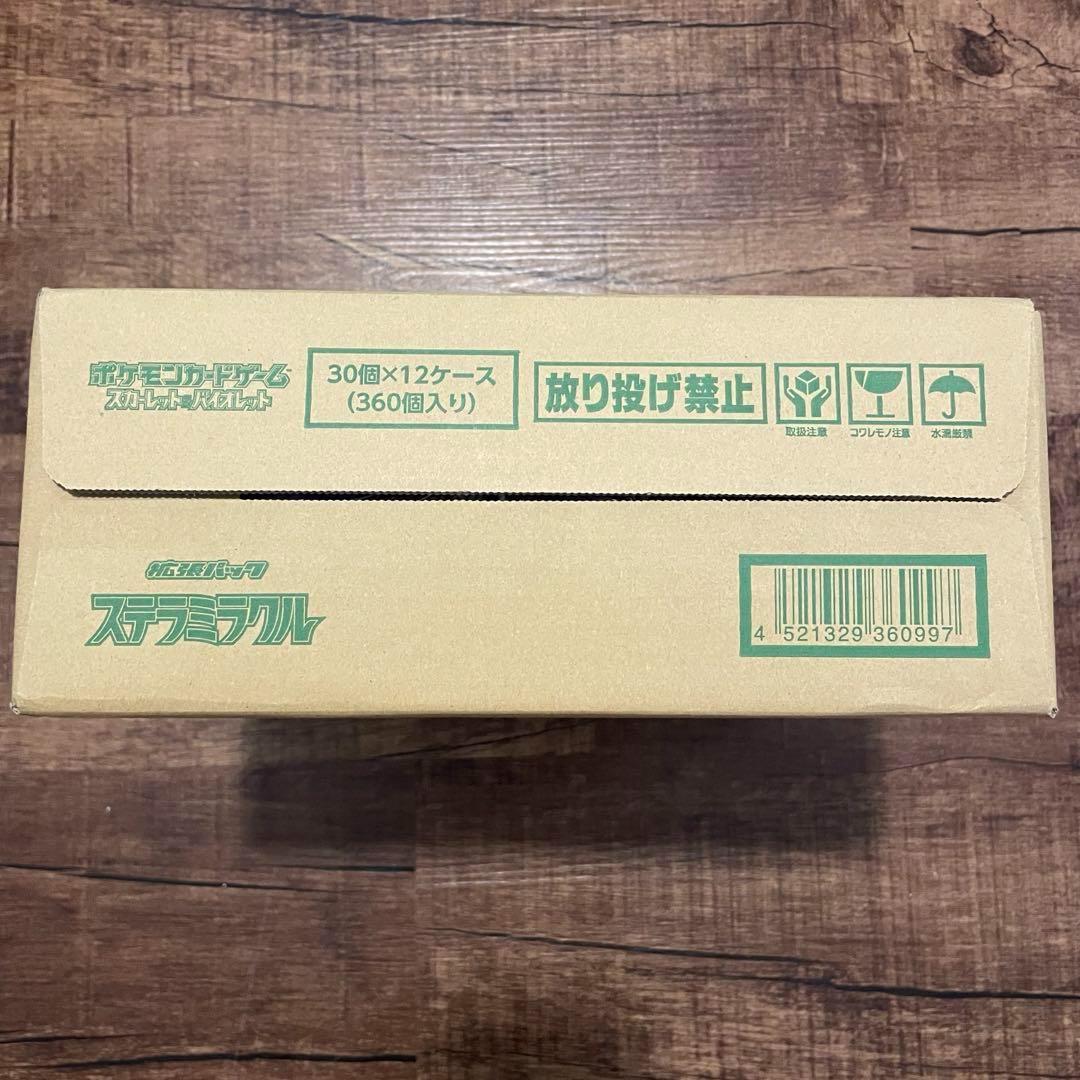 ポケモンカードゲーム
スカーレット&バイオレット
30個×12ケース
(360個入り)
放り投げ禁止
取扱注意
コワレモノ注意
水濡厳禁
拡張パック
ステラミラクル
4 521329 360997